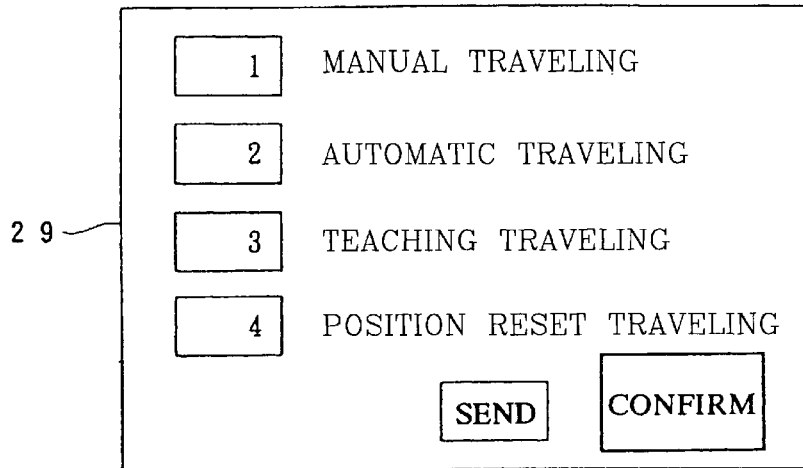 1 MANUAL TRAVELING
2 AUTOMATIC TRAVELING
29
3 TEACHING TRAVELING
4 POSITION RESET TRAVELING
SEND CONFIRM